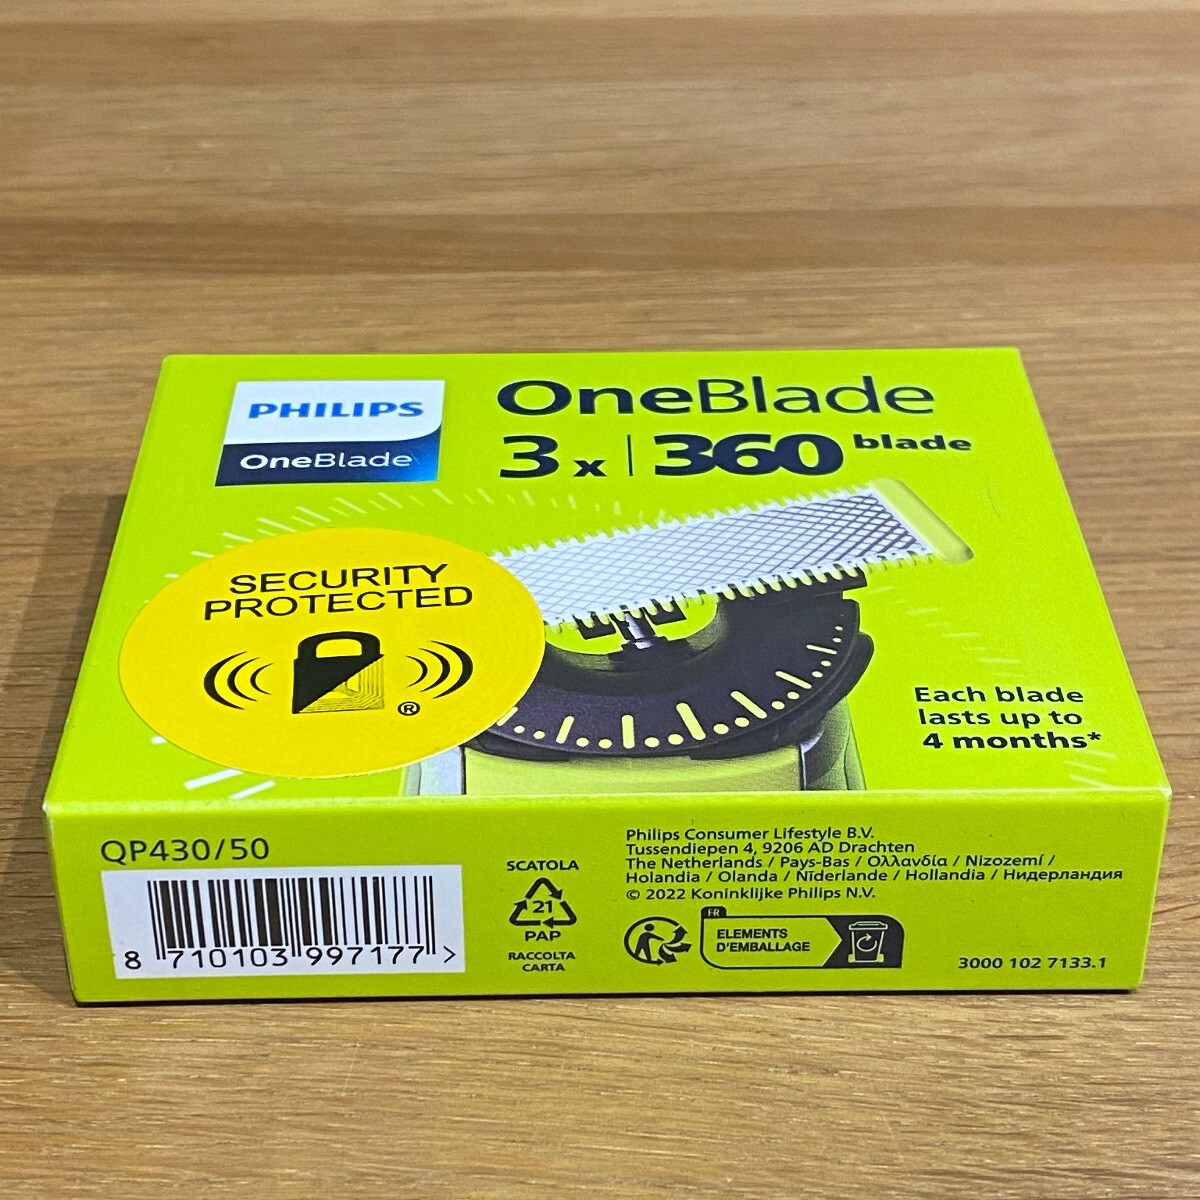 PHILIPS
OneBlade
OneBlade
3 x | 360 blade
SECURITY
PROTECTED
®
Each blade
lasts up to
4 months*
QP430/50
8 710103 997177 >
SCATOLA
21
PAP
RACCOLTA
CARTA
Philips Consumer Lifestyle B.V.
Tussendiepen 4, 9206 AD Drachten
The Netherlands / Pays-Bas / Ολλανδία / Nizozemí /
Holandia / Olanda / Nīderlande / Hollandia / Нидерландия
© 2022 Koninklijke Philips N.V.
FR
ELEMENTS
D'EMBALLAGE
3000 102 7133.1